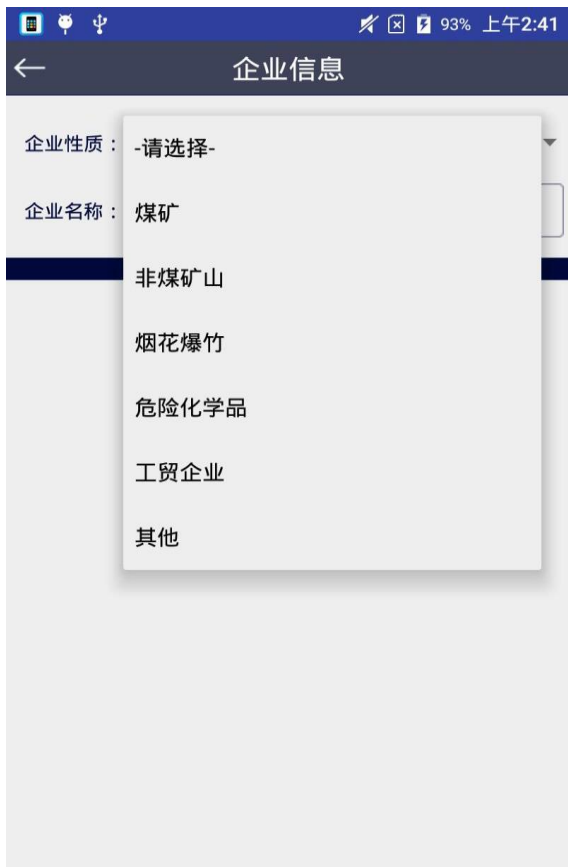 93% 上午2:41
企业信息
企业性质：
-请选择-
企业名称：
煤矿
非煤矿山
烟花爆竹
危险化学品
工贸企业
其他